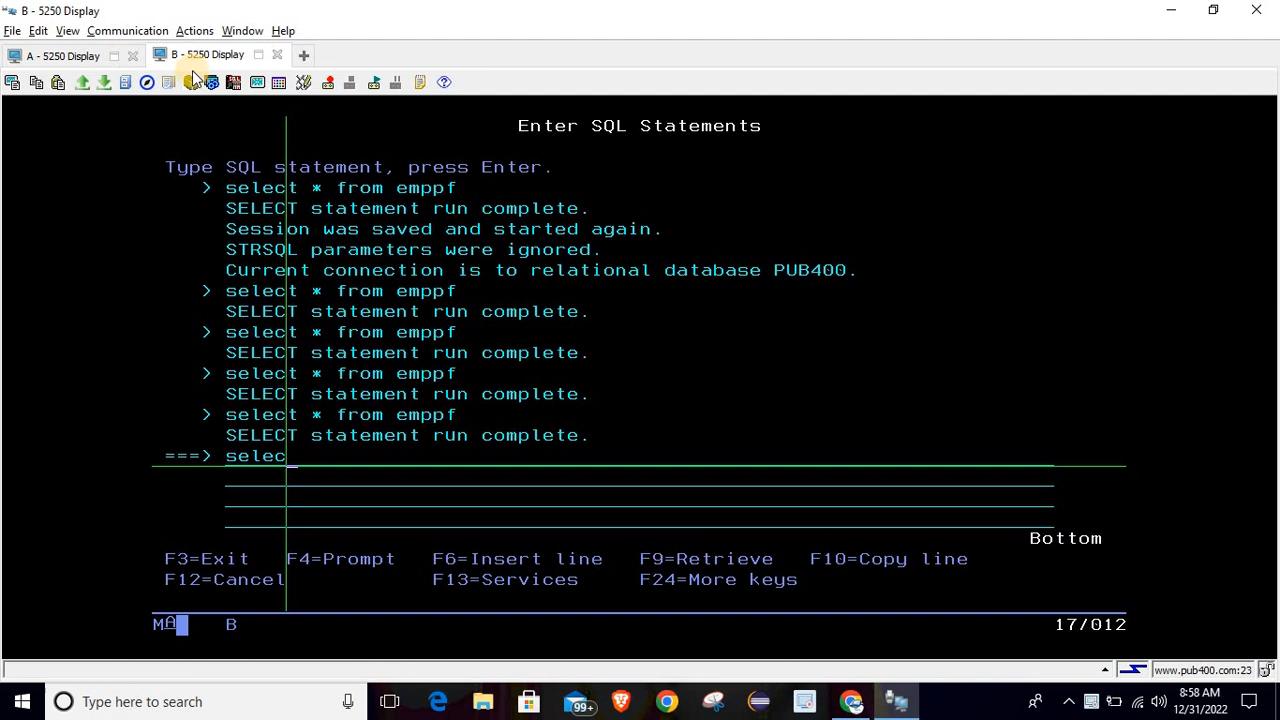 B - 5250 Display
File Edit View Communication Actions Window Help
A - 5250 Display B - 5250 Display
Enter SQL Statements
Type SQL statement, press Enter.
> select * from emppf
SELECT statement run complete.
Session was saved and started again.
STRSQL parameters were ignored.
Current connection is to relational database PUB400.
> select * from emppf
SELECT statement run complete.
> select * from emppf
SELECT statement run complete.
> select * from emppf
SELECT statement run complete.
> select * from emppf
SELECT statement run complete.
===> selec
Bottom
F3=Exit F4=Prompt F6=Insert line F9=Retrieve F10=Copy line
F12=Cancel F13=Services F24=More keys
MA B 17/012
www.pub400.com:23
Type here to search 99+ 8:58 AM
12/31/2022